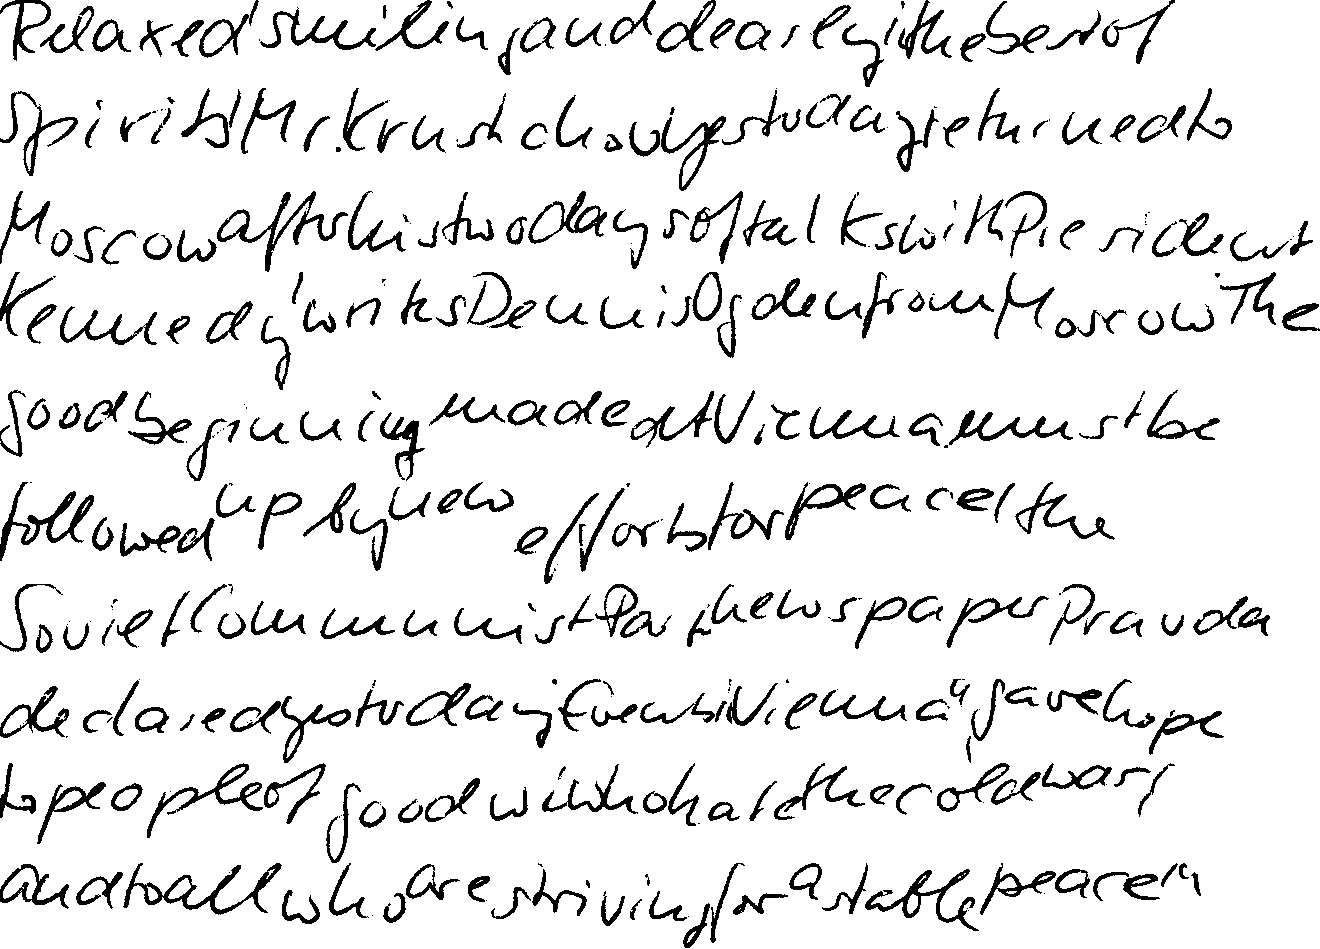 Relaxed, smiling and clearly in the best of
spirits, Mr. Krustchov yesterday returned to
Moscow after his two days of talks with President
Kennedy, writes Dennis Ogden from Moscow. The
good beginning made at Vienna must be
followed up by new efforts for peace, the
Soviet Communist Party newspaper Pravda
declared yesterday. Events in Vienna "gave hope
to people of good will who hate the cold war,
and to all who are striving for a stable peace."